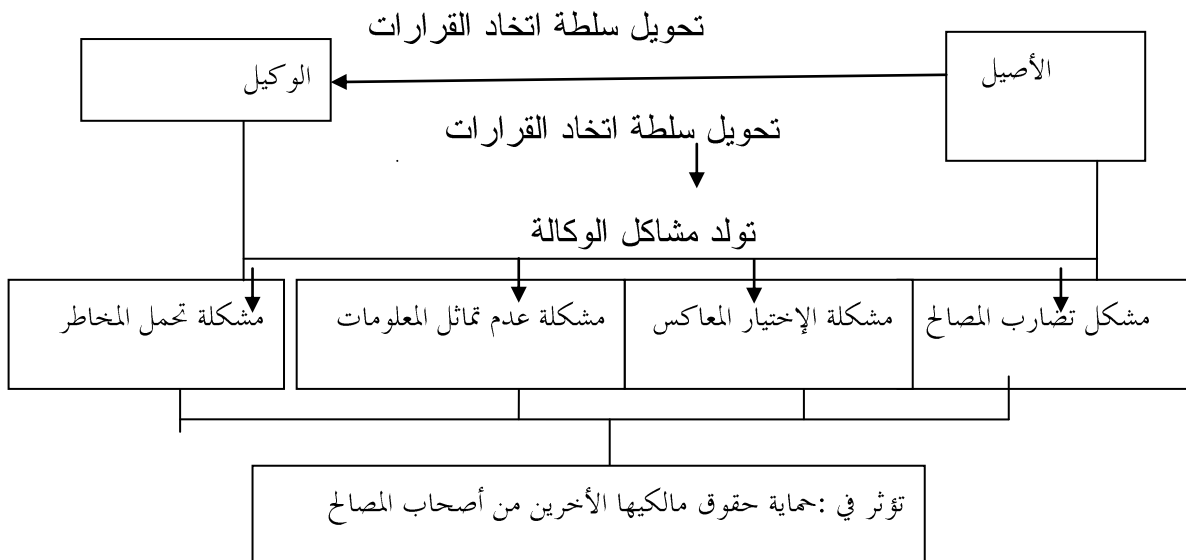 تحويل سلطة اتخاد القرارات
الأصيل
الوكيل
تحويل سلطة اتخاد القرارات
تولد مشاكل الوكالة
مشكل تضارب المصالح
مشكلة الإختيار المعاكس
مشكلة عدم تماثل المعلومات
مشكلة تحمل المخاطر
تؤثر في :حماية حقوق مالكيها الأخرين من أصحاب المصالح